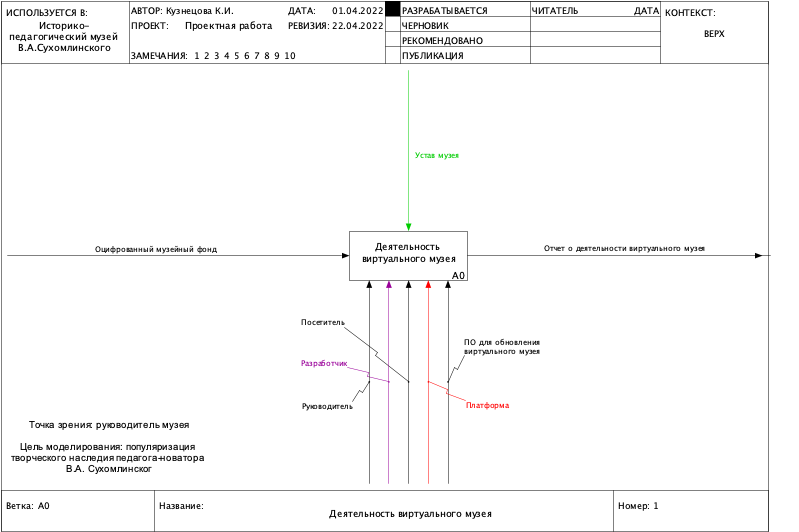 ИСПОЛЬЗУЕТСЯ В:
Историко-
педагогический музей
В.А.Сухомлинского
АВТОР: Кузнецова К.И. ДАТА: 01.04.2022
ПРОЕКТ: Проектная работа РЕВИЗИЯ: 22.04.2022
ЗАМЕЧАНИЯ: 1 2 3 4 5 6 7 8 9 10
РАЗРАБАТЫВАЕТСЯ
ЧЕРНОВИК
РЕКОМЕНДОВАНО
ПУБЛИКАЦИЯ
ЧИТАТЕЛЬ ДАТА
КОНТЕКСТ:
ВЕРХ
Устав музея
Оцифрованный музейный фонд
Деятельность
виртуального музея
A0
Отчет о деятельности виртуального музея
Посетитель
ПО для обновления
виртуального музея
Разработчик
Руководитель
Платформа
Точка зрения: руководитель музея
Цель моделирования: популяризация
творческого наследия педагога-новатора
В.А. Сухомлинског
Ветка: A0
Название:
Деятельность виртуального музея
Номер: 1